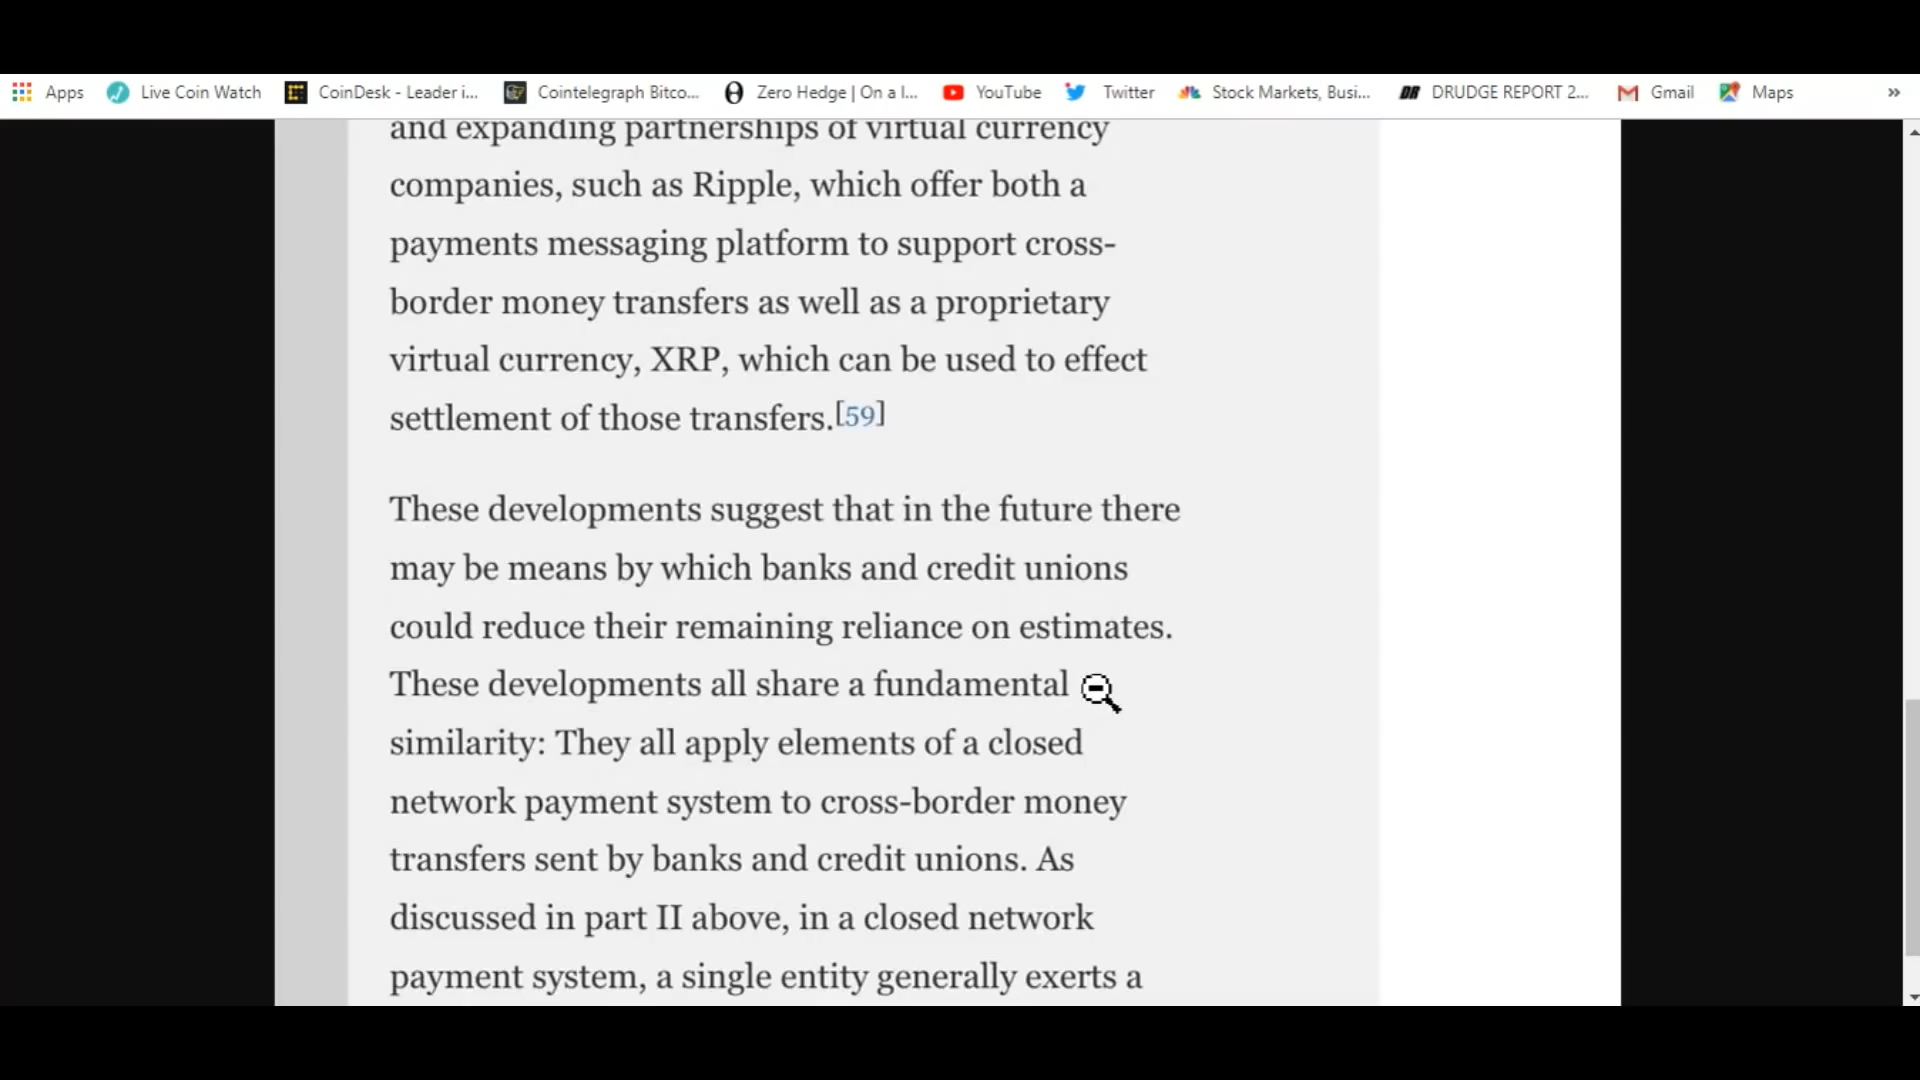 Apps Live Coin Watch CoinDesk - Leader i... Cointelegraph Bitco... Zero Hedge | On a l... YouTube Twitter Stock Markets, Busi... DRUDGE REPORT 2... Gmail Maps »
and expanding partnerships of virtual currency
companies, such as Ripple, which offer both a
payments messaging platform to support cross-
border money transfers as well as a proprietary
virtual currency, XRP, which can be used to effect
settlement of those transfers.[59]
These developments suggest that in the future there
may be means by which banks and credit unions
could reduce their remaining reliance on estimates.
These developments all share a fundamental
similarity: They all apply elements of a closed
network payment system to cross-border money
transfers sent by banks and credit unions. As
discussed in part II above, in a closed network
payment system, a single entity generally exerts a